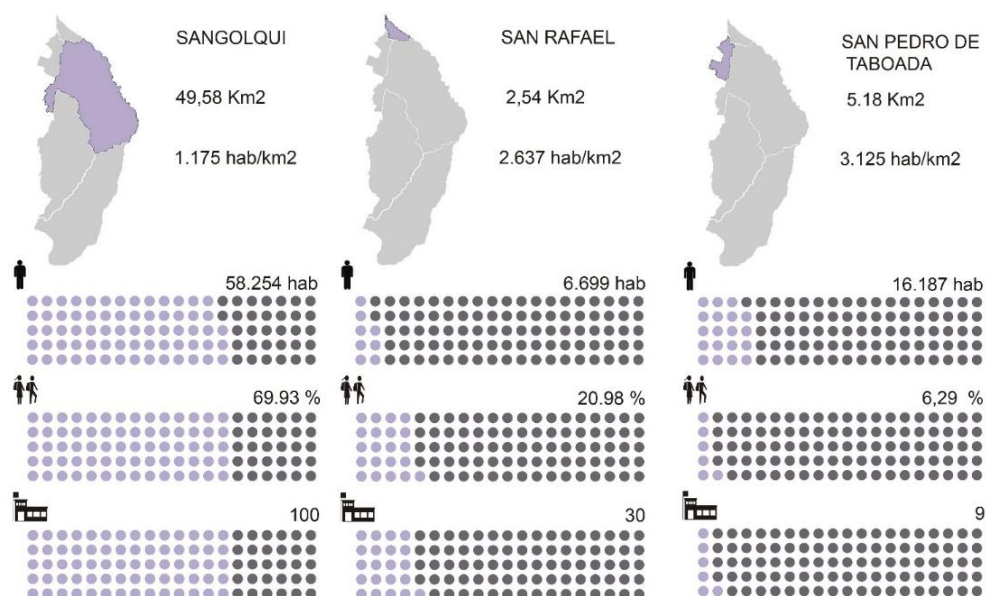 SANGOLQUI
49,58 Km2
1.175 hab/km2
58.254 hab
69.93 %
100
SAN RAFAEL
2,54 Km2
2.637 hab/km2
6.699 hab
20.98 %
30
SAN PEDRO DE
TABOADA
5.18 Km2
3.125 hab/km2
16.187 hab
6,29 %
9